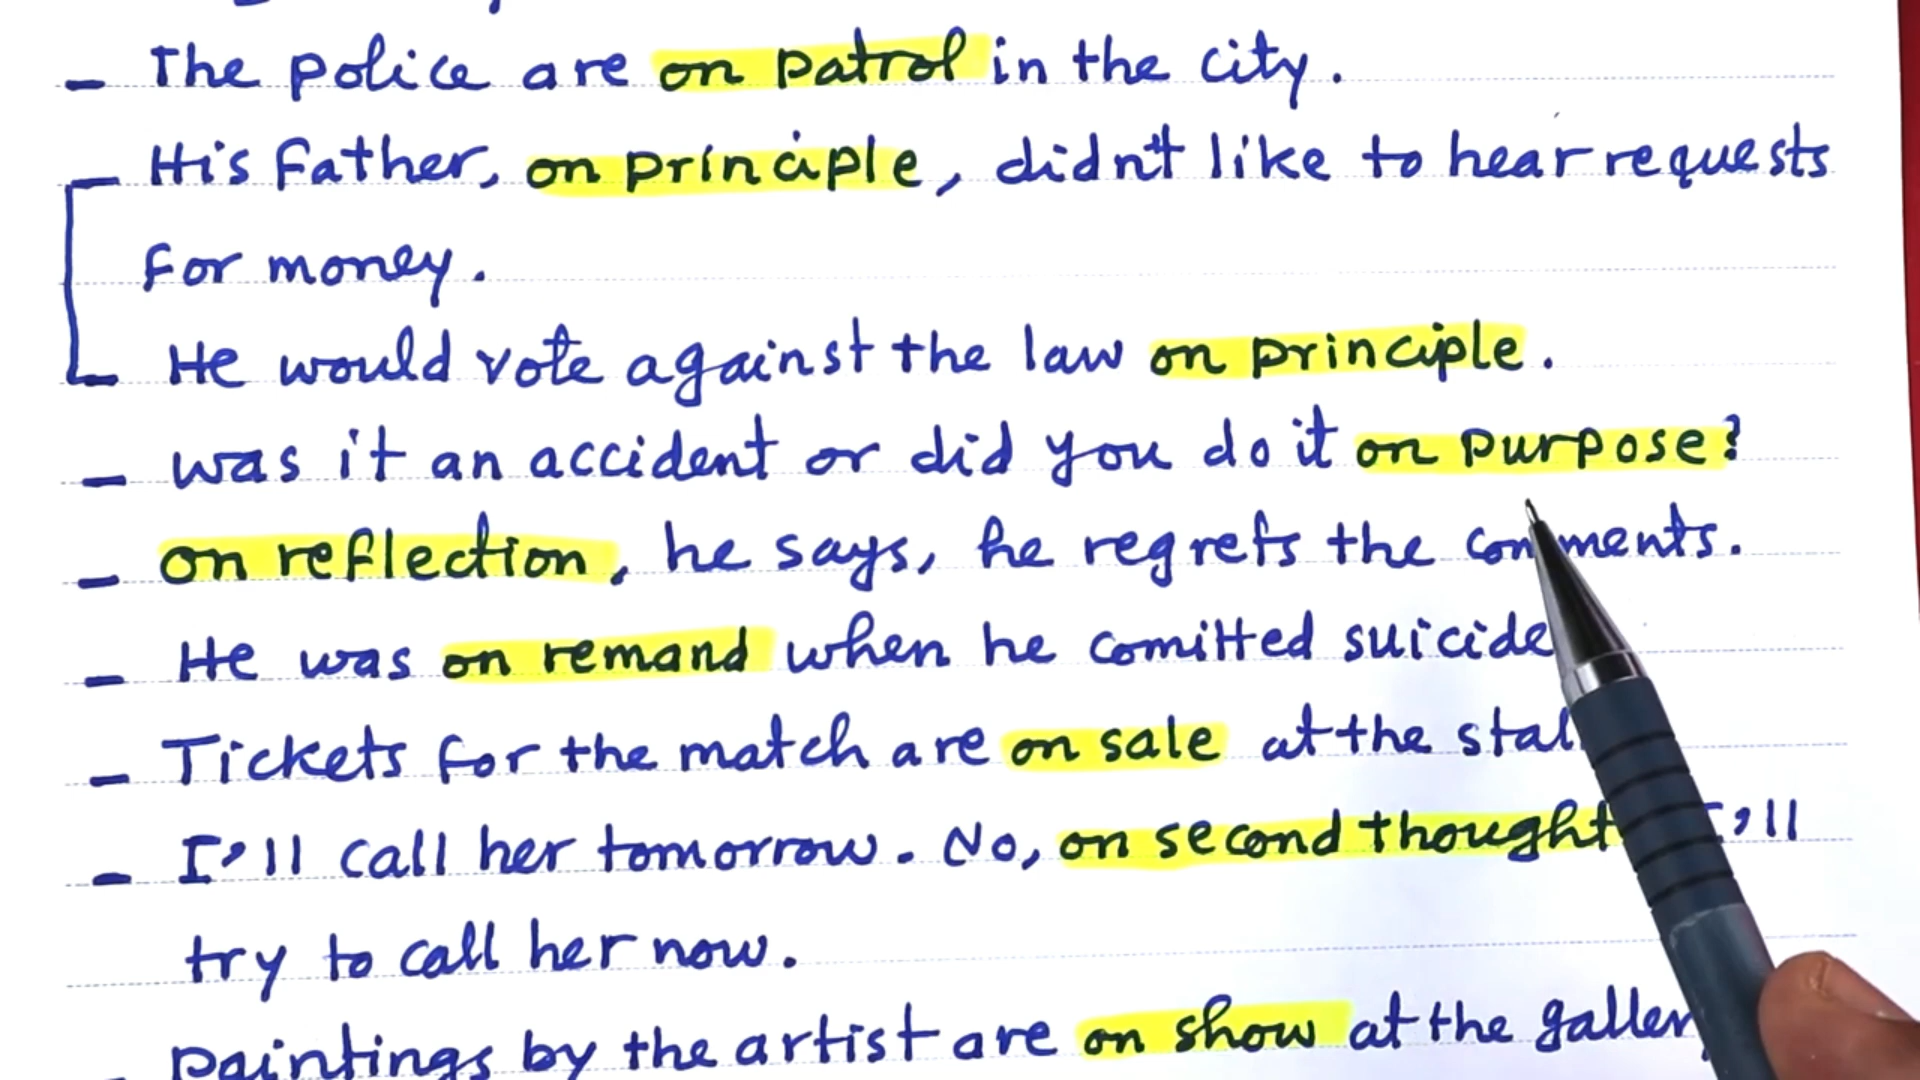 - The police are on patrol in the city.
- His father, on principle, didn't like to hear requests
for money.
- He would vote against the law on principle.
- was it an accident or did you do it on purpose?
- on reflection, he says, he regrets the comments.
- He was on remand when he comitted suicide
- Tickets for the match are on sale at the
- I'll call her tomorrow. No, on second thought I'll
try to call her now.
- paintings by the artist are on show at the